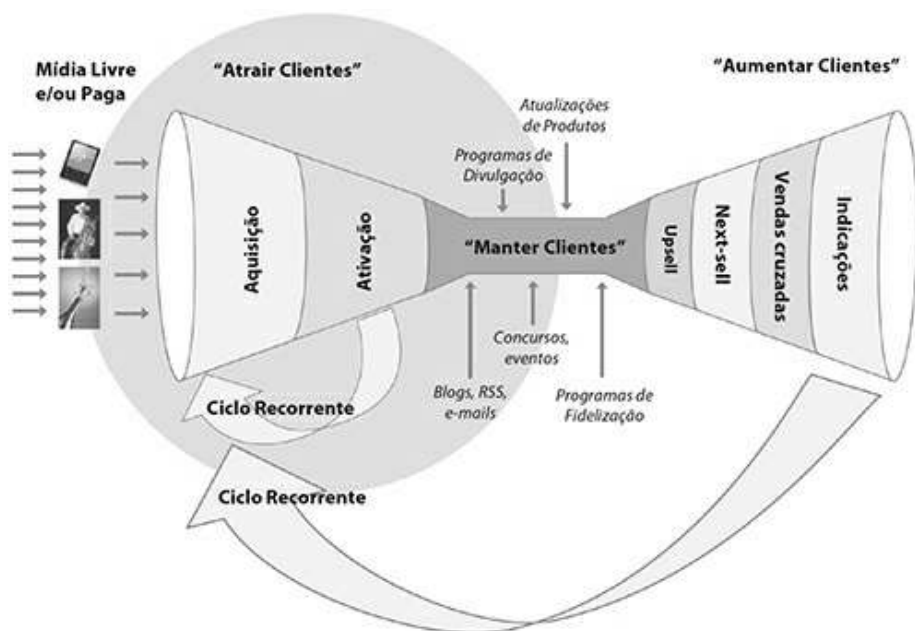 Mídia Livre
e/ou Paga
"Atrair Clientes"
"Aumentar Clientes"
Atualizações
de Produtos
Programas de
Divulgação
Aquisição
Ativação
"Manter Clientes"
Upsell
Next-sell
Vendas cruzadas
Indicações
Concursos,
eventos
Blogs, RSS,
e-mails
Programas de
Fidelização
Ciclo Recorrente
Ciclo Recorrente